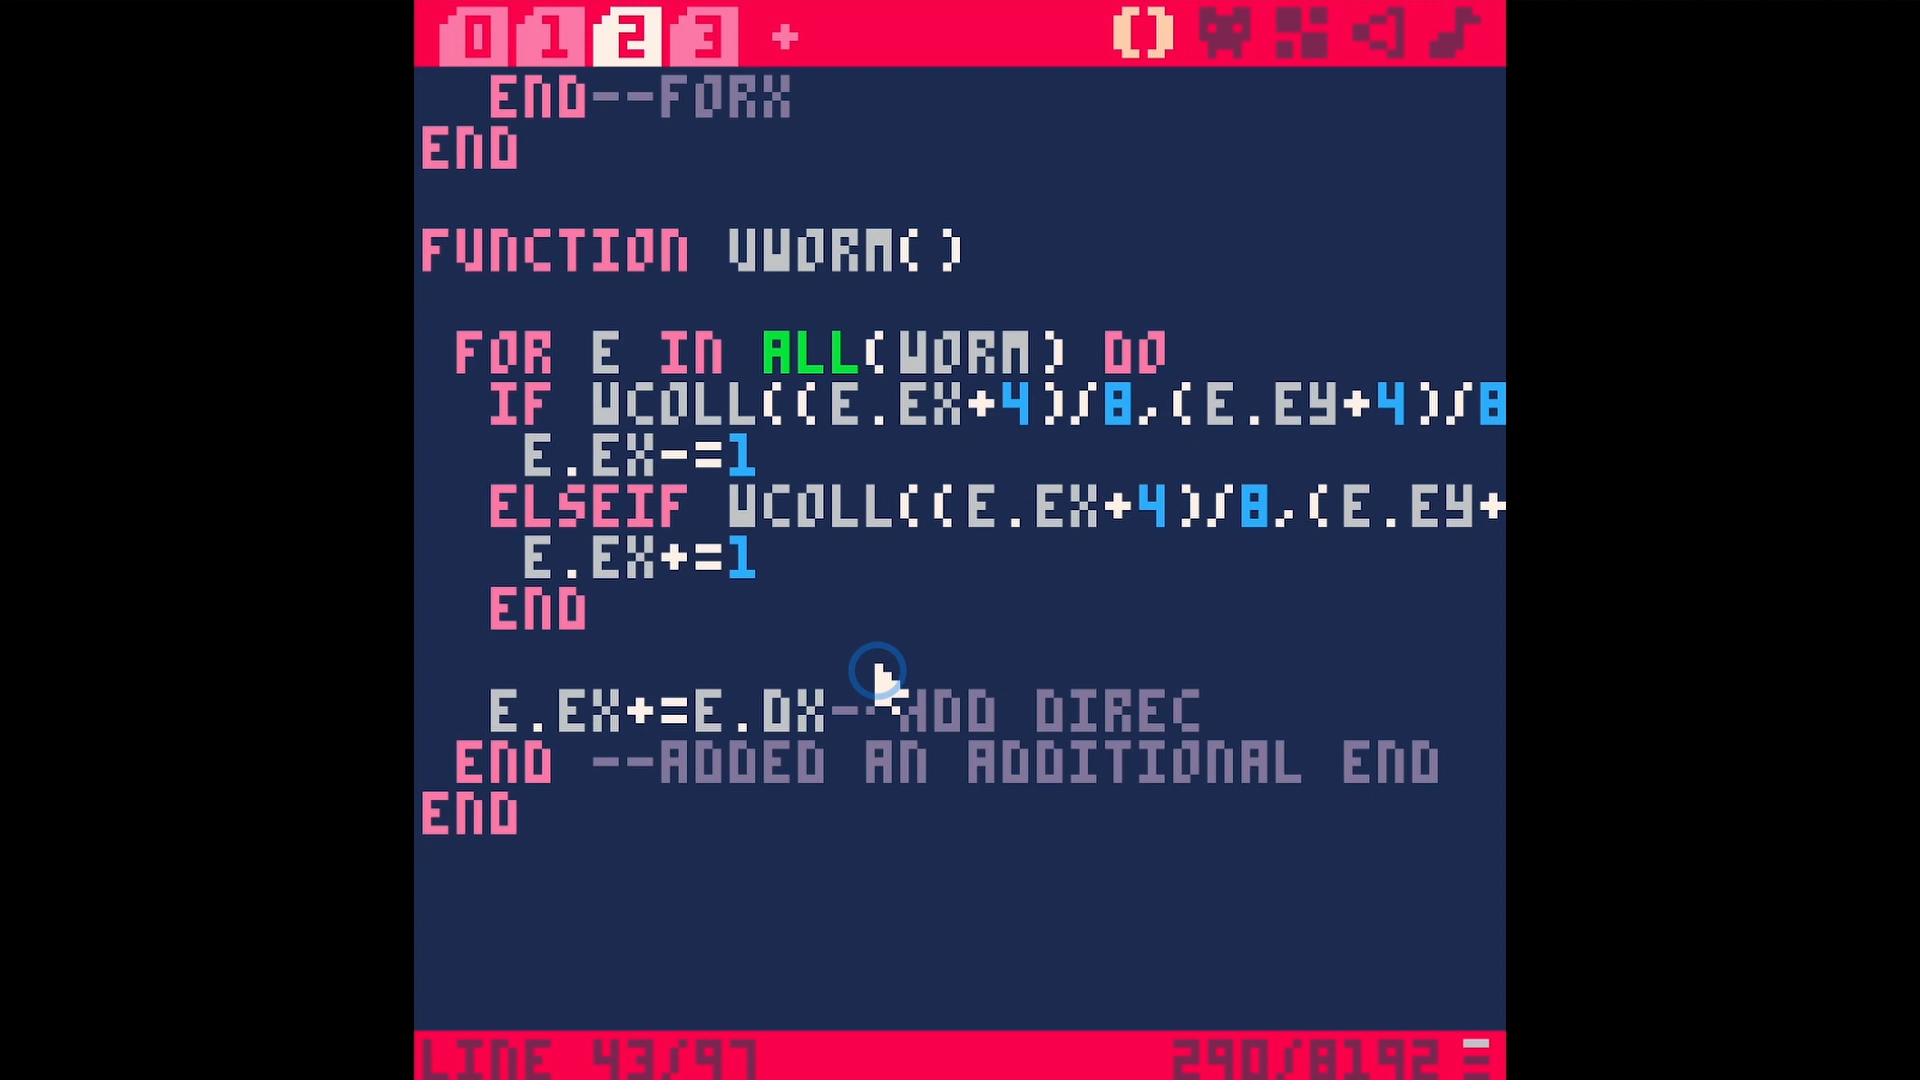 0 1 2 3 +
END--FORX
END
FUNCTION UWORM()
FOR E IN ALL(WORM) DO
IF WCOLL((E.EX+4)/8,(E.EY+4)/8
E.EX-=1
ELSEIF WCOLL((E.EX+4)/8,(E.EY+
E.EX+=1
END
E.EX+=E.DX-- DIREC
END --ADDED AN ADDITIONAL END
END
LINE 43/97
290/8192